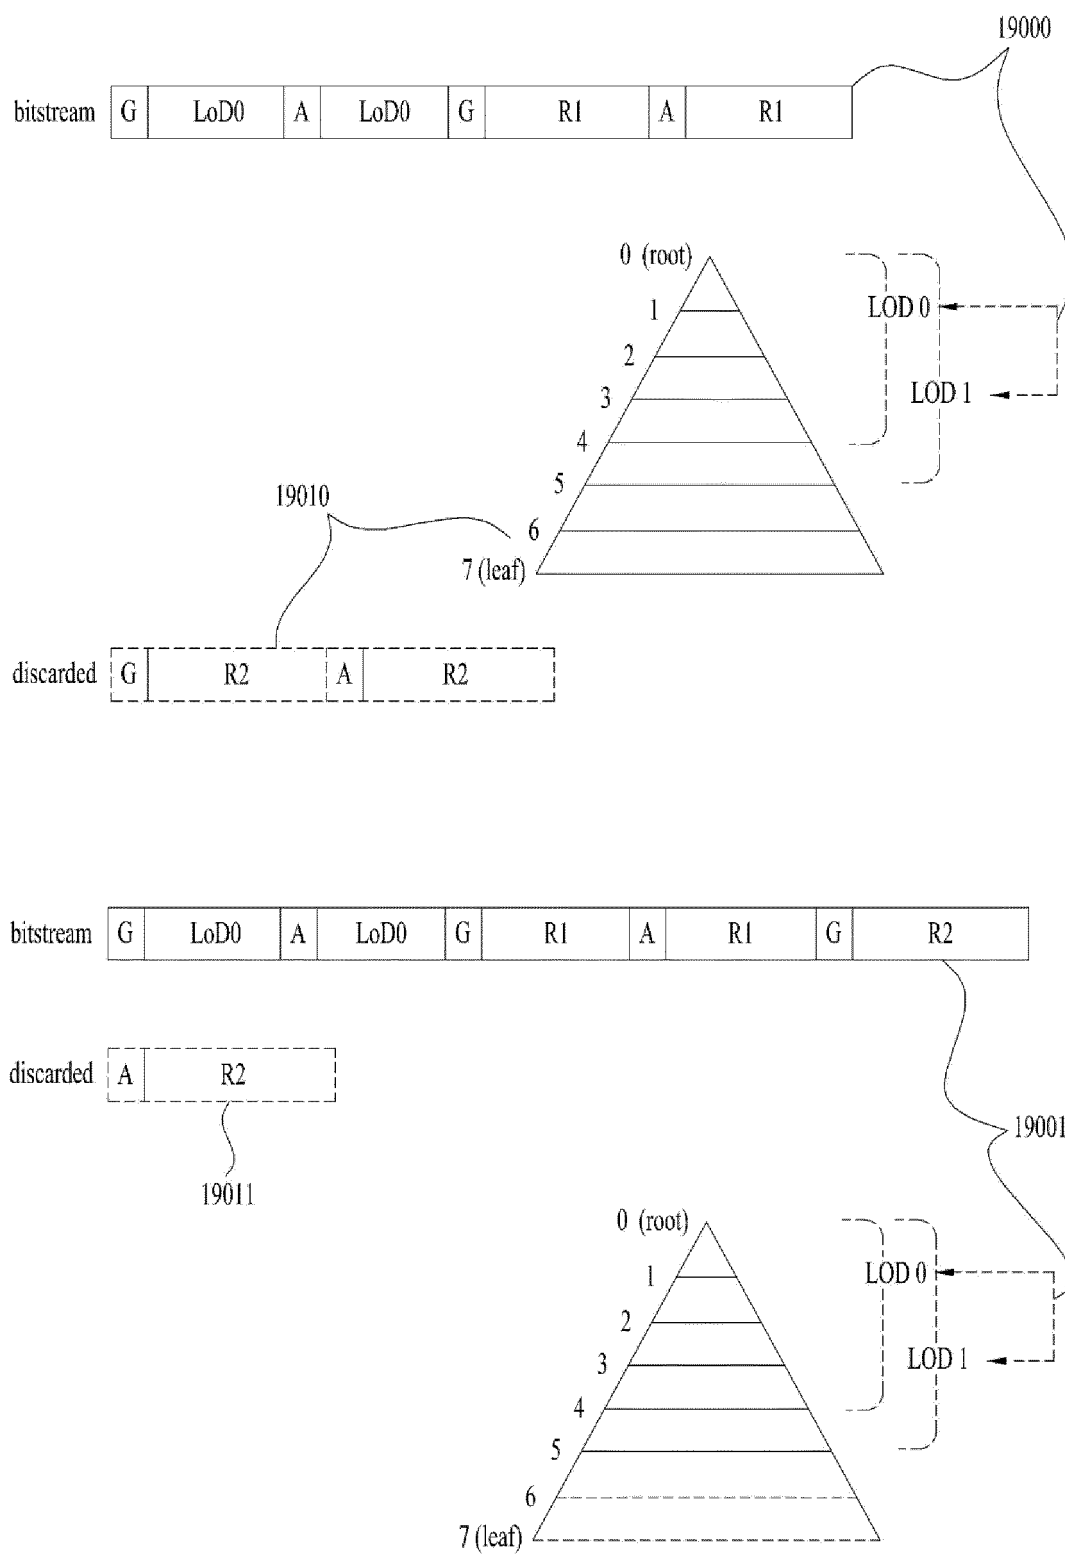 19000
bitstream G LoD0 A LoD0 G R1 A R1
0 (root)
1
LOD 0
2
3
LOD 1
4
5
19010
6
7 (leaf)
discarded G R2 A R2
bitstream G LoD0 A LoD0 G R1 A R1 G R2
discarded A R2
19001
19011
0 (root)
1
LOD 0
2
3
LOD 1
4
5
6
7 (leaf)